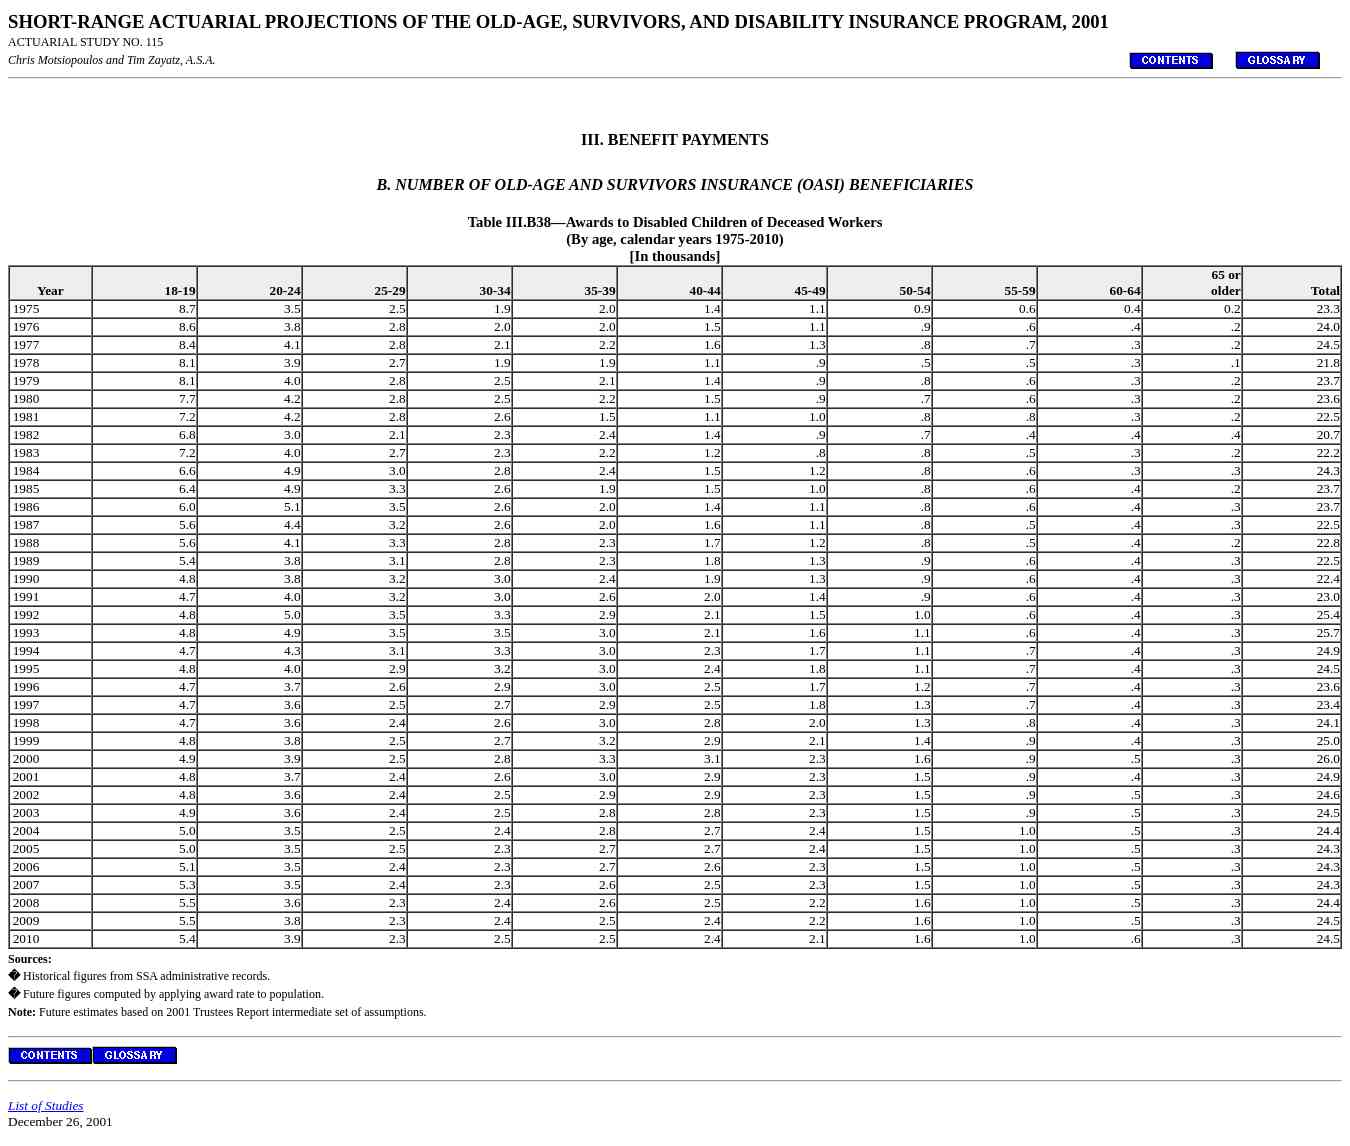 SHORT-RANGE ACTUARIAL PROJECTIONS OF THE OLD-AGE, SURVIVORS, AND DISABILITY INSURANCE PROGRAM, 2001
ACTUARIAL STUDY NO. 115
Chris Motsiopoulos and Tim Zayatz, A.S.A. CONTENTS GLOSSARY
III. BENEFIT PAYMENTS
B. NUMBER OF OLD-AGE AND SURVIVORS INSURANCE (OASI) BENEFICIARIES
Table III.B38—Awards to Disabled Children of Deceased Workers
(By age, calendar years 1975-2010)
[In thousands]
Year 18-19 20-24 25-29 30-34 35-39 40-44 45-49 50-54 55-59 60-64 65 or older Total
1975 8.7 3.5 2.5 1.9 2.0 1.4 1.1 0.9 0.6 0.4 0.2 23.3
1976 8.6 3.8 2.8 2.0 2.0 1.5 1.1 .9 .6 .4 .2 24.0
1977 8.4 4.1 2.8 2.1 2.2 1.6 1.3 .8 .7 .3 .2 24.5
1978 8.1 3.9 2.7 1.9 1.9 1.1 .9 .5 .5 .3 .1 21.8
1979 8.1 4.0 2.8 2.5 2.1 1.4 .9 .8 .6 .3 .2 23.7
1980 7.7 4.2 2.8 2.5 2.2 1.5 .9 .7 .6 .3 .2 23.6
1981 7.2 4.2 2.8 2.6 1.5 1.1 1.0 .8 .8 .3 .2 22.5
1982 6.8 3.0 2.1 2.3 2.4 1.4 .9 .7 .4 .4 .4 20.7
1983 7.2 4.0 2.7 2.3 2.2 1.2 .8 .8 .5 .3 .2 22.2
1984 6.6 4.9 3.0 2.8 2.4 1.5 1.2 .8 .6 .3 .3 24.3
1985 6.4 4.9 3.3 2.6 1.9 1.5 1.0 .8 .6 .4 .2 23.7
1986 6.0 5.1 3.5 2.6 2.0 1.4 1.1 .8 .6 .4 .3 23.7
1987 5.6 4.4 3.2 2.6 2.0 1.6 1.1 .8 .5 .4 .3 22.5
1988 5.6 4.1 3.3 2.8 2.3 1.7 1.2 .8 .5 .4 .2 22.8
1989 5.4 3.8 3.1 2.8 2.3 1.8 1.3 .9 .6 .4 .3 22.5
1990 4.8 3.8 3.2 3.0 2.4 1.9 1.3 .9 .6 .4 .3 22.4
1991 4.7 4.0 3.2 3.0 2.6 2.0 1.4 .9 .6 .4 .3 23.0
1992 4.8 5.0 3.5 3.3 2.9 2.1 1.5 1.0 .6 .4 .3 25.4
1993 4.8 4.9 3.5 3.5 3.0 2.1 1.6 1.1 .6 .4 .3 25.7
1994 4.7 4.3 3.1 3.3 3.0 2.3 1.7 1.1 .7 .4 .3 24.9
1995 4.8 4.0 2.9 3.2 3.0 2.4 1.8 1.1 .7 .4 .3 24.5
1996 4.7 3.7 2.6 2.9 3.0 2.5 1.7 1.2 .7 .4 .3 23.6
1997 4.7 3.6 2.5 2.7 2.9 2.5 1.8 1.3 .7 .4 .3 23.4
1998 4.7 3.6 2.4 2.6 3.0 2.8 2.0 1.3 .8 .4 .3 24.1
1999 4.8 3.8 2.5 2.7 3.2 2.9 2.1 1.4 .9 .4 .3 25.0
2000 4.9 3.9 2.5 2.8 3.3 3.1 2.3 1.6 .9 .5 .3 26.0
2001 4.8 3.7 2.4 2.6 3.0 2.9 2.3 1.5 .9 .4 .3 24.9
2002 4.8 3.6 2.4 2.5 2.9 2.9 2.3 1.5 .9 .5 .3 24.6
2003 4.9 3.6 2.4 2.5 2.8 2.8 2.3 1.5 .9 .5 .3 24.5
2004 5.0 3.5 2.5 2.4 2.8 2.7 2.4 1.5 1.0 .5 .3 24.4
2005 5.0 3.5 2.5 2.3 2.7 2.7 2.4 1.5 1.0 .5 .3 24.3
2006 5.1 3.5 2.4 2.3 2.7 2.6 2.3 1.5 1.0 .5 .3 24.3
2007 5.3 3.5 2.4 2.3 2.6 2.5 2.3 1.5 1.0 .5 .3 24.3
2008 5.5 3.6 2.3 2.4 2.6 2.5 2.2 1.6 1.0 .5 .3 24.4
2009 5.5 3.8 2.3 2.4 2.5 2.4 2.2 1.6 1.0 .5 .3 24.5
2010 5.4 3.9 2.3 2.5 2.5 2.4 2.1 1.6 1.0 .6 .3 24.5
Sources:
� Historical figures from SSA administrative records.
� Future figures computed by applying award rate to population.
Note: Future estimates based on 2001 Trustees Report intermediate set of assumptions.
CONTENTS GLOSSARY
List of Studies
December 26, 2001